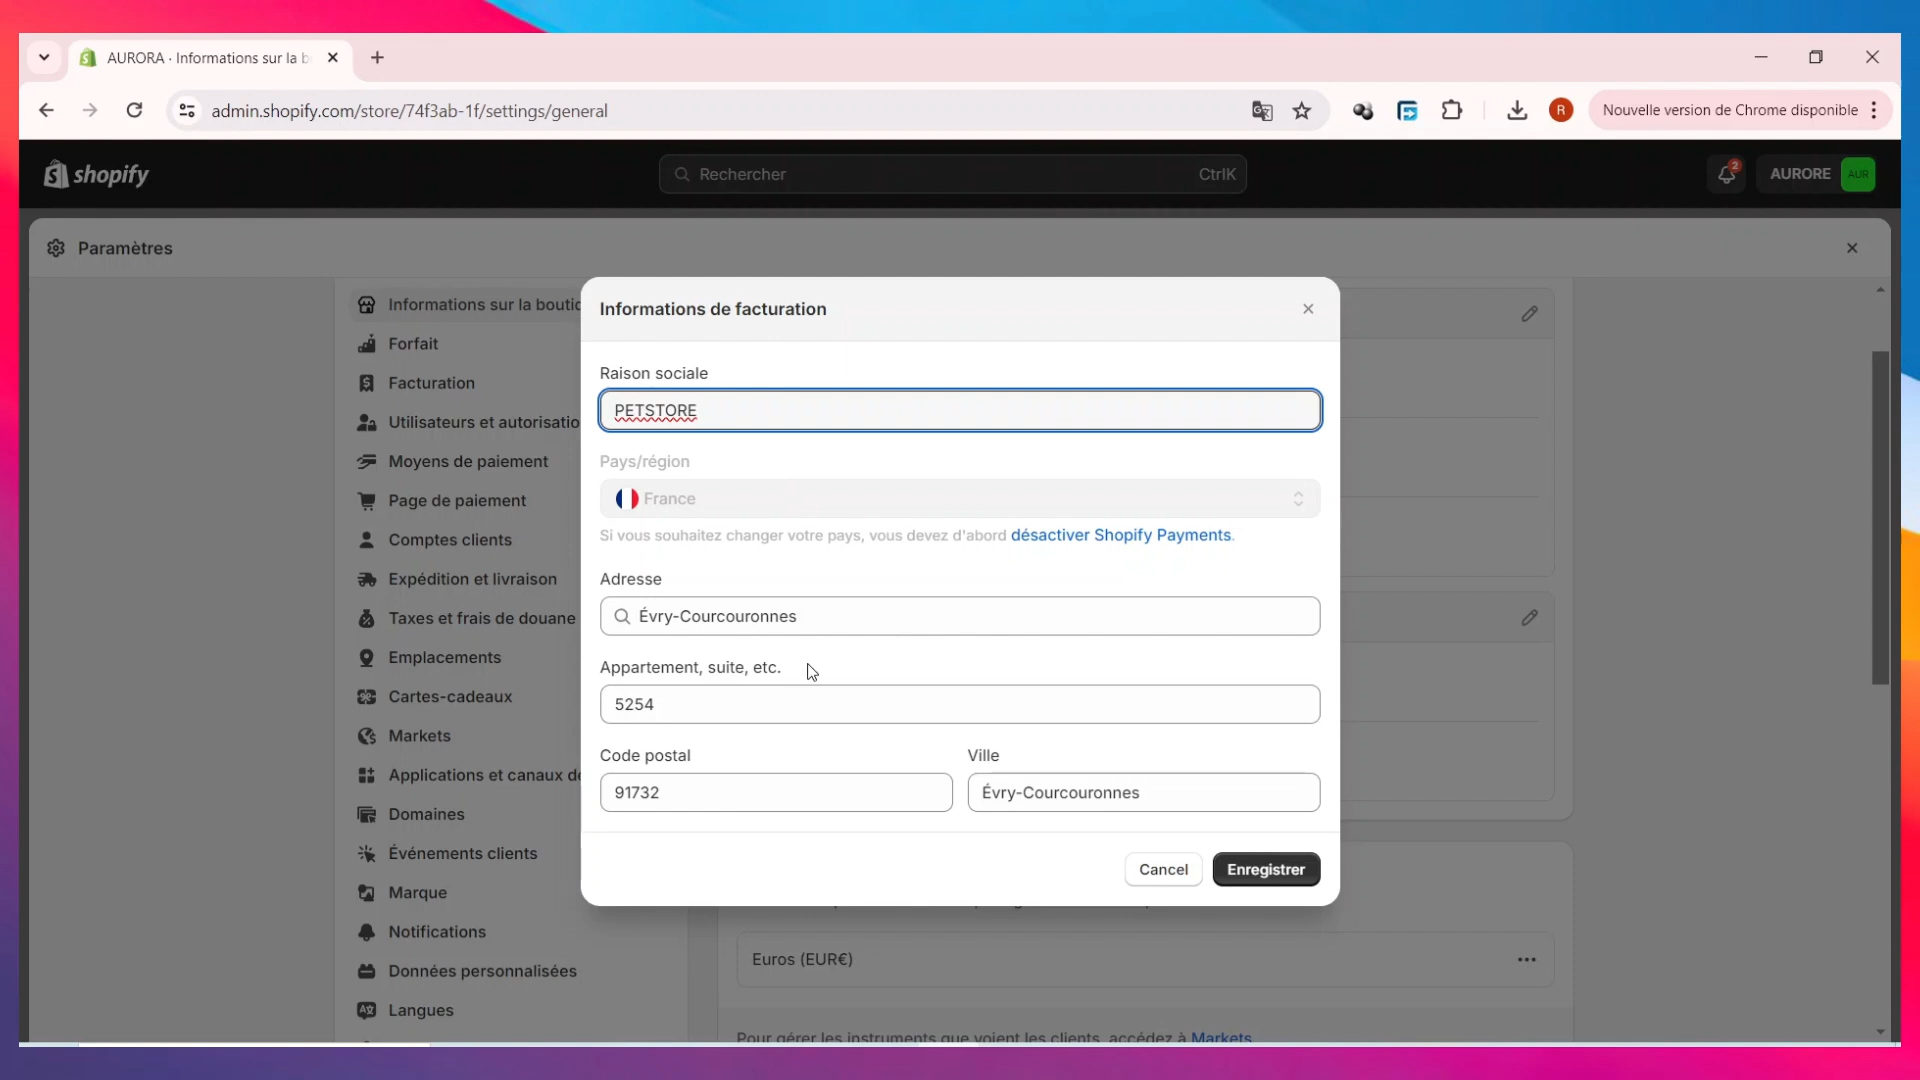 AURORA · Informations sur la b
admin.shopify.com/store/74f3ab-1f/settings/general
R
Nouvelle version de Chrome disponible
shopify
Rechercher
CtrlK
2
AURORE
AUR
Paramètres
Informations sur la boutic
Forfait
Facturation
Utilisateurs et autorisatio
Moyens de paiement
Page de paiement
Comptes clients
Expédition et livraison
Taxes et frais de douane
Emplacements
Cartes-cadeaux
Markets
Applications et canaux de
Domaines
Événements clients
Marque
Notifications
Données personnalisées
Langues
Informations de facturation
Raison sociale
PETSTORE
Pays/région
France
Si vous souhaitez changer votre pays, vous devez d'abord désactiver Shopify Payments.
Adresse
Évry-Courcouronnes
Appartement, suite, etc.
5254
Code postal
Ville
91732
Évry-Courcouronnes
Cancel
Enregistrer
Euros (EUR€)
Pour gérer les instruments que voient les clients, accédez à Markets